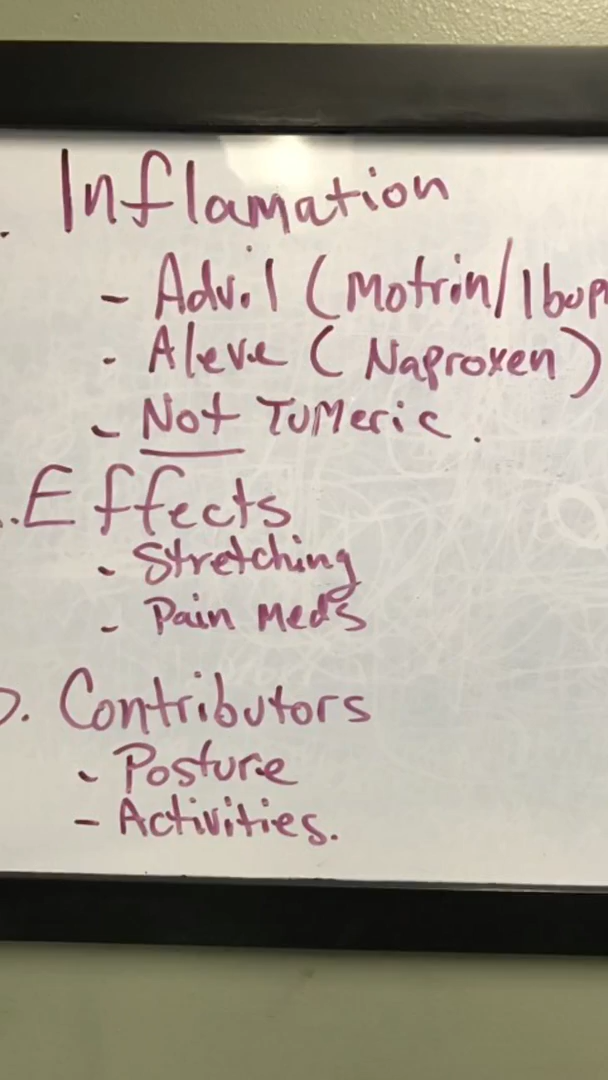 . Inflamation
- Advil (Motrin/Ibup
- Aleve (Naproxen)
- Not Tumeric.
. Effects
- Stretching
- Pain Meds
D. Contributors
- Posture
- Activities.